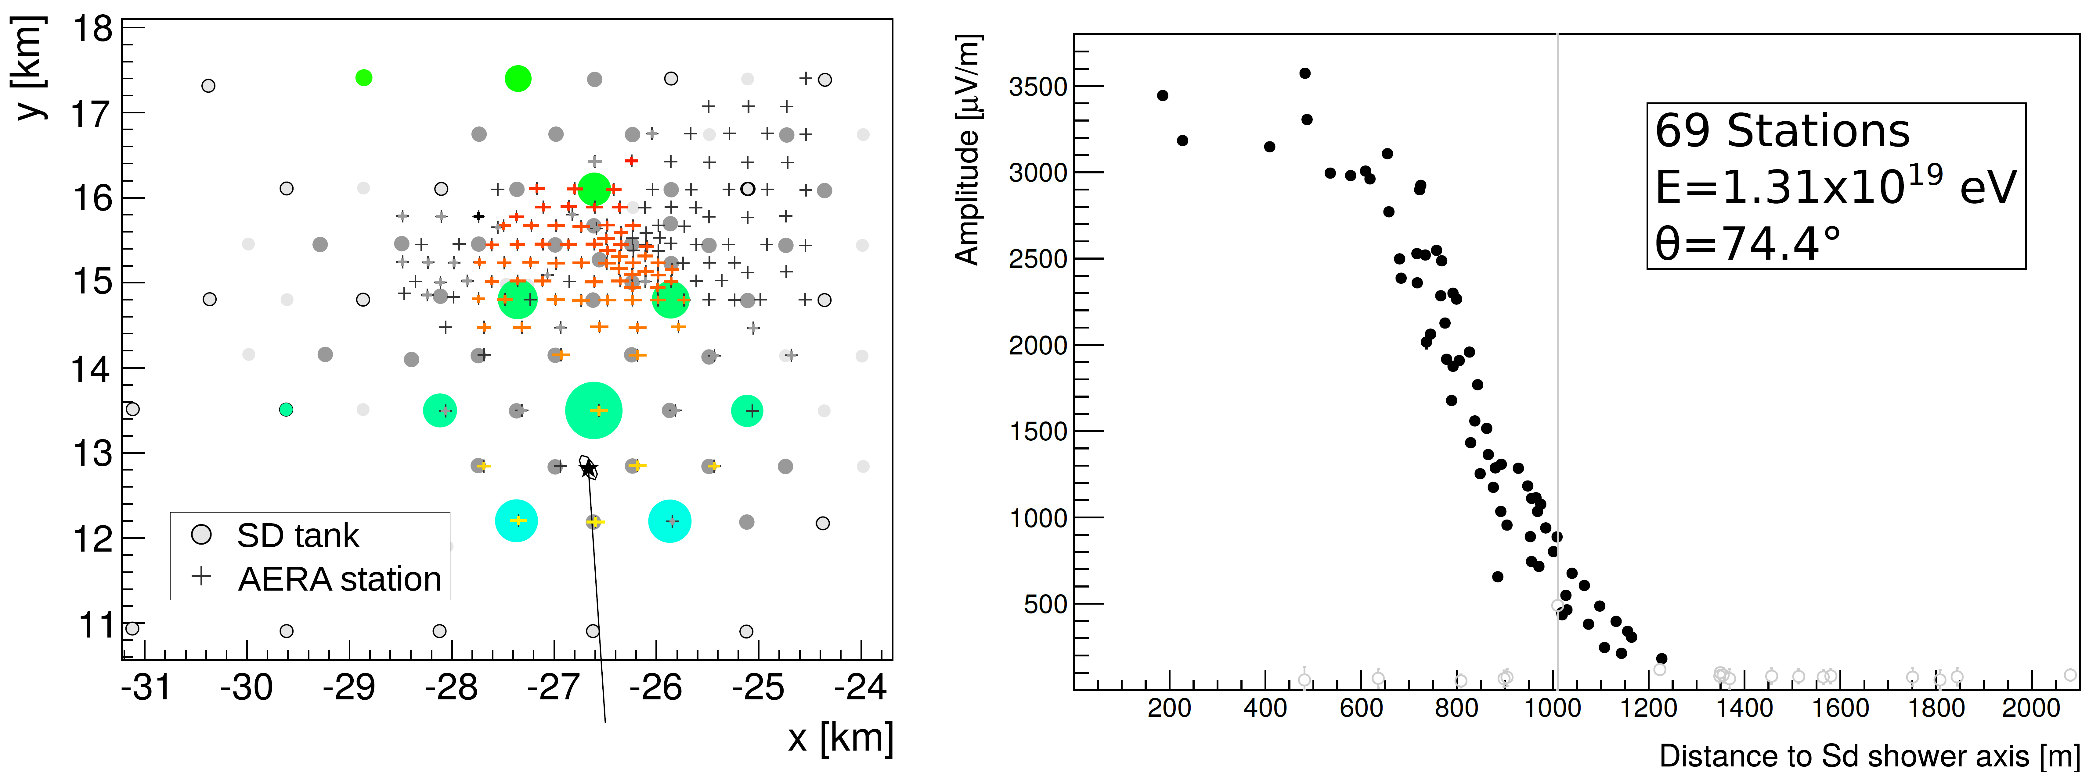 y [km]
18
17
16
15
14
13
12
11
SD tank
AERA station
-31 -30 -29 -28 -27 -26 -25 -24
x [km]
Amplitude [μV/m]
3500
3000
2500
2000
1500
1000
500
69 Stations
E=1.31x10¹⁹ eV
θ=74.4°
200 400 600 800 1000 1200 1400 1600 1800 2000
Distance to Sd shower axis [m]